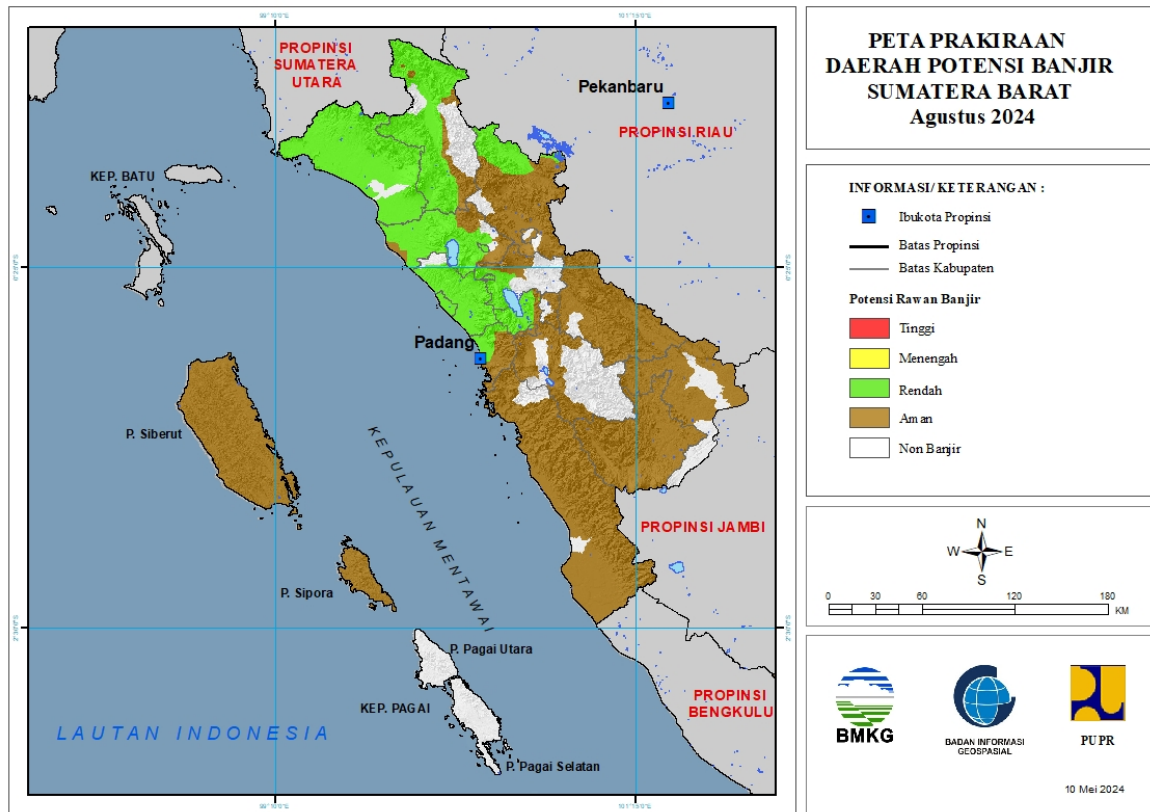 PETA PRAKIRAAN
DAERAH POTENSI BANJIR
SUMATERA BARAT
Agustus 2024
INFORMASI/ KETERANGAN :
Ibukota Propinsi
Batas Propinsi
Batas Kabupaten
Potensi Rawan Banjir
Tinggi
Menengah
Rendah
Aman
Non Banjir
N
W E
S
0 30 60 120 180
KM
BMKG
BADAN INFORMASI
GEOSPASIAL
PUPR
10 Mei 2024
PROPINSI
SUMATERA
UTARA
Pekanbaru
PROPINSI RIAU
KEP. BATU
Padang
P. Siberut
KEPULAUAN MENTAWAI
PROPINSI JAMBI
P. Sipora
P. Pagai Utara
KEP. PAGAI
PROPINSI
BENGKULU
LAUTAN INDONESIA
P. Pagai Selatan